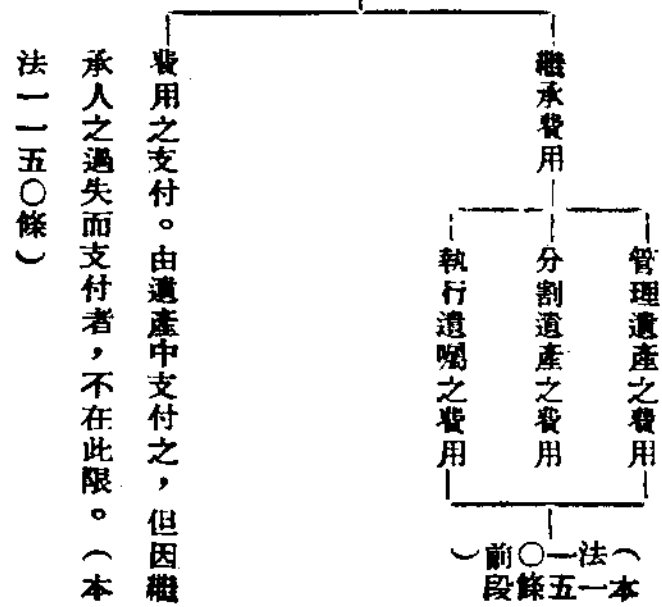 繼承費用
管理遺產之費用
分割遺產之費用
執行遺囑之費用
（本
法一
一五
〇條
前段
）
費用之支付。由遺產中支付之，但因繼
承人之過失而支付者，不在此限。（本
法一一五〇條）